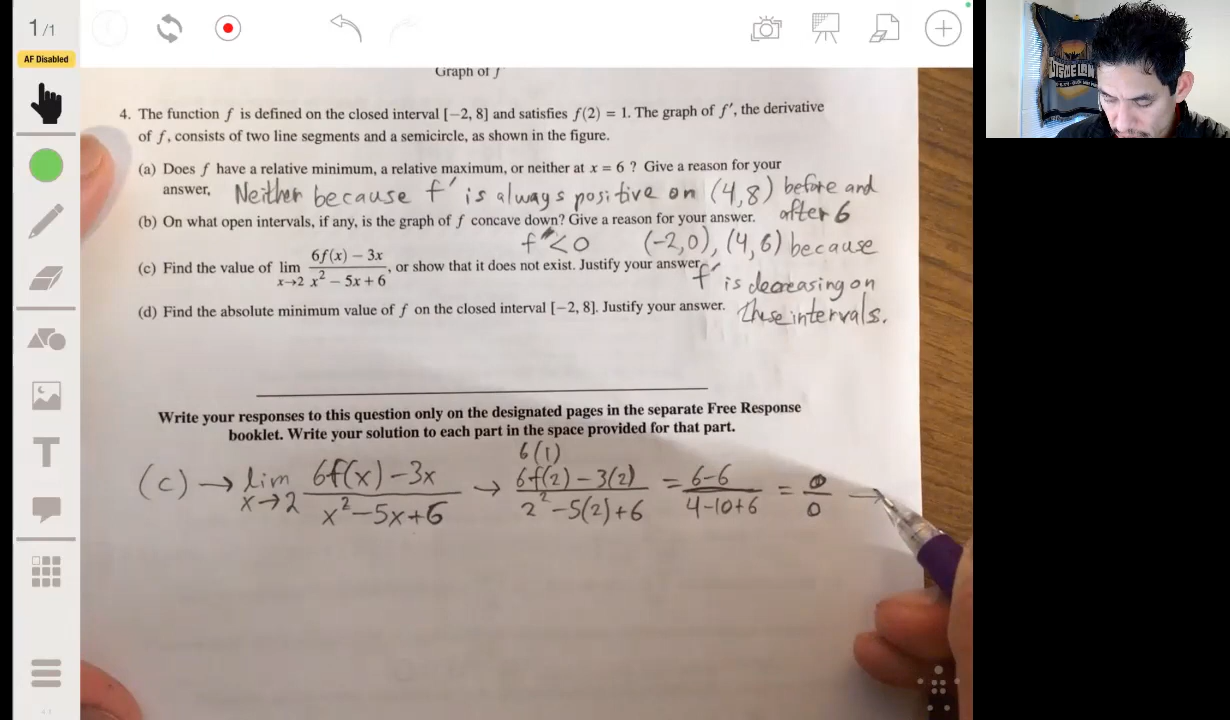 1/1
AF Disabled
Graph of f
4. The function f is defined on the closed interval [−2, 8] and satisfies f(2) = 1. The graph of f′, the derivative
of f, consists of two line segments and a semicircle, as shown in the figure.
(a) Does f have a relative minimum, a relative maximum, or neither at x = 6 ? Give a reason for your
answer. Neither because f′ is always positive on (4,8) before and
after 6
(b) On what open intervals, if any, is the graph of f concave down? Give a reason for your answer.
f″<0 (−2,0), (4,6) because
(c) Find the value of lim x→2 (6f(x) − 3x)/(x² − 5x + 6), or show that it does not exist. Justify your answer.
f′ is decreasing on
(d) Find the absolute minimum value of f on the closed interval [−2, 8]. Justify your answer.
these intervals.
Write your responses to this question only on the designated pages in the separate Free Response
booklet. Write your solution to each part in the space provided for that part.
6(1)
(c) → lim x→2 (6f(x)−3x)/(x²−5x+6) → (6f(2)−3(2))/(2²−5(2)+6) = (6−6)/(4−10+6) = 0/0 →
T